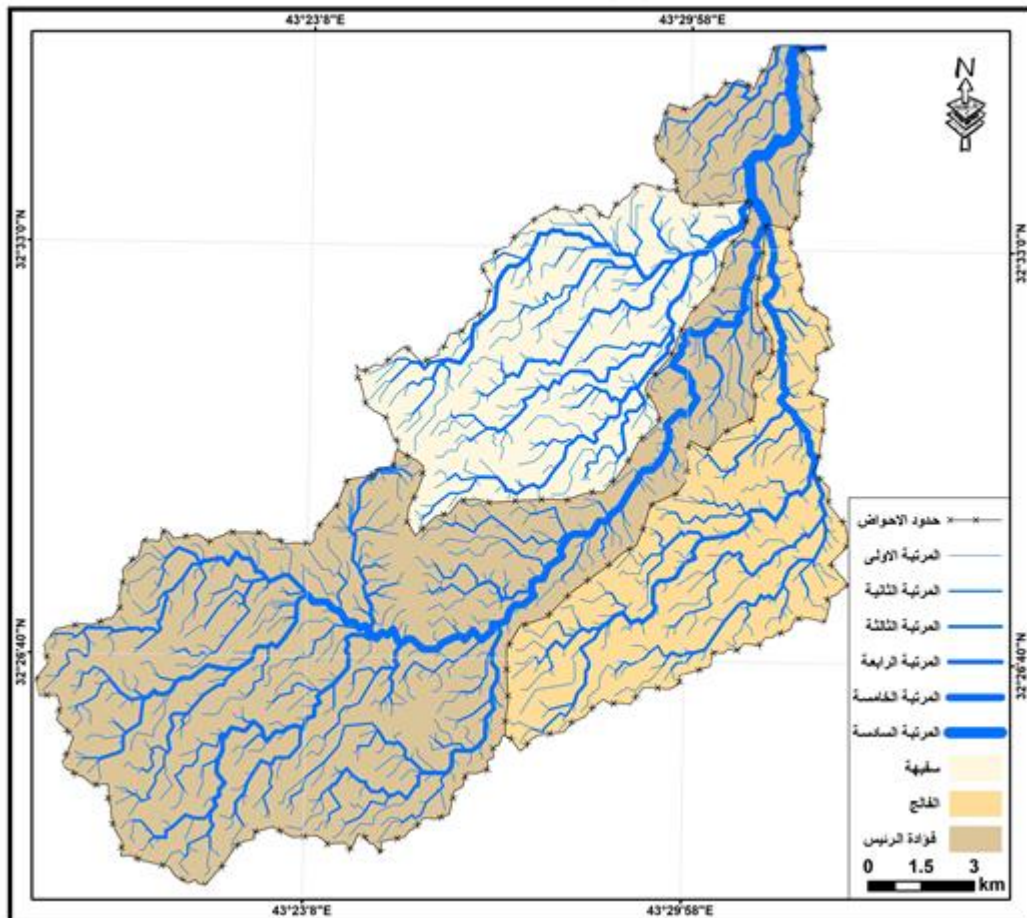 43°23'8"E
43°29'58"E
N
32°33'0"N
32°33'0"N
حدود الاحواض
المرتبة الاولى
المرتبة الثانية
المرتبة الثالثة
المرتبة الرابعة
المرتبة الخامسة
المرتبة السادسة
سفيهة
الفالج
فؤادة الرئيس
0 1.5 3
km
32°26'40"N
32°26'40"N
43°23'8"E
43°29'58"E